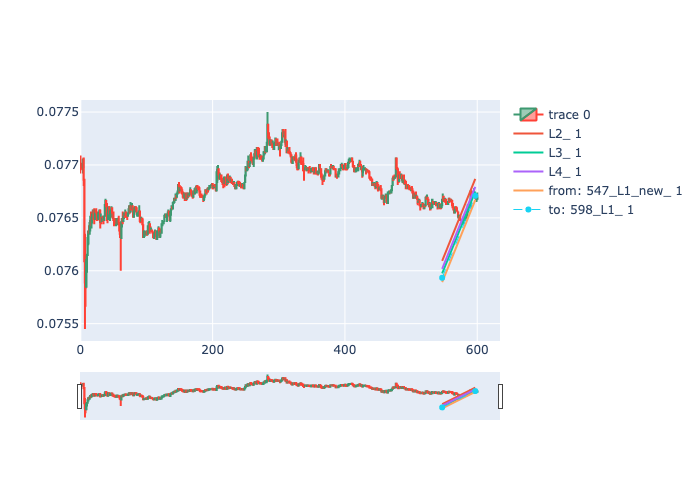 0.0775
0.077
0.0765
0.076
0.0755
0
200
400
600
trace 0
L2_ 1
L3_ 1
L4_ 1
from: 547_L1_new_ 1
to: 598_L1_ 1